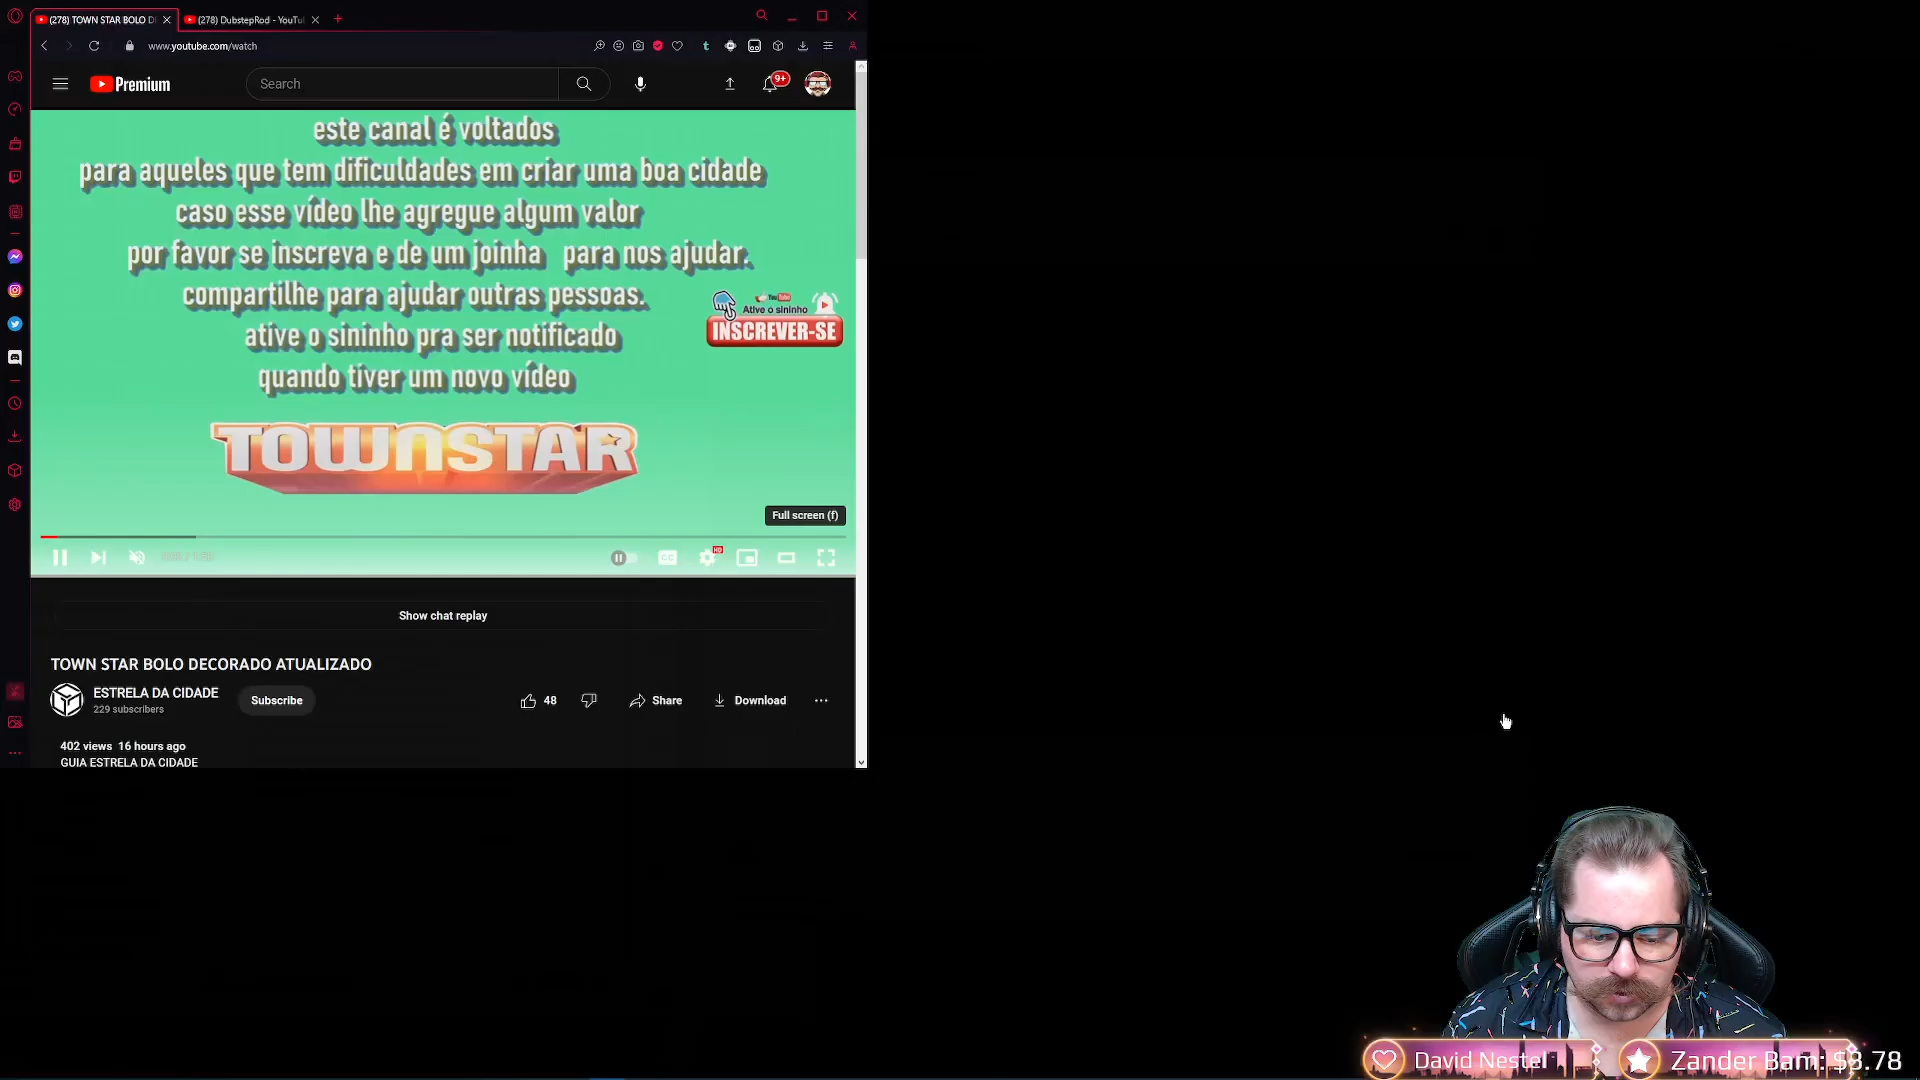 (278) TOWN STAR BOLO D
(278) DubstepRod - YouTu
www.youtube.com/watch
Premium
Search
9+
este canal é voltados
para aqueles que tem dificuldades em criar uma boa cidade
caso esse vídeo lhe agregue algum valor
por favor se inscreva e de um joinha para nos ajudar.
compartilhe para ajudar outras pessoas.
ative o sininho pra ser notificado
quando tiver um novo vídeo
You Tube
Ative o sininho
INSCREVER-SE
TOWNSTAR
Full screen (f)
CC
HD
Show chat replay
TOWN STAR BOLO DECORADO ATUALIZADO
ESTRELA DA CIDADE
229 subscribers
Subscribe
48
Share
Download
402 views 16 hours ago
GUIA ESTRELA DA CIDADE
David Nestel
Zander Bam: $3.78